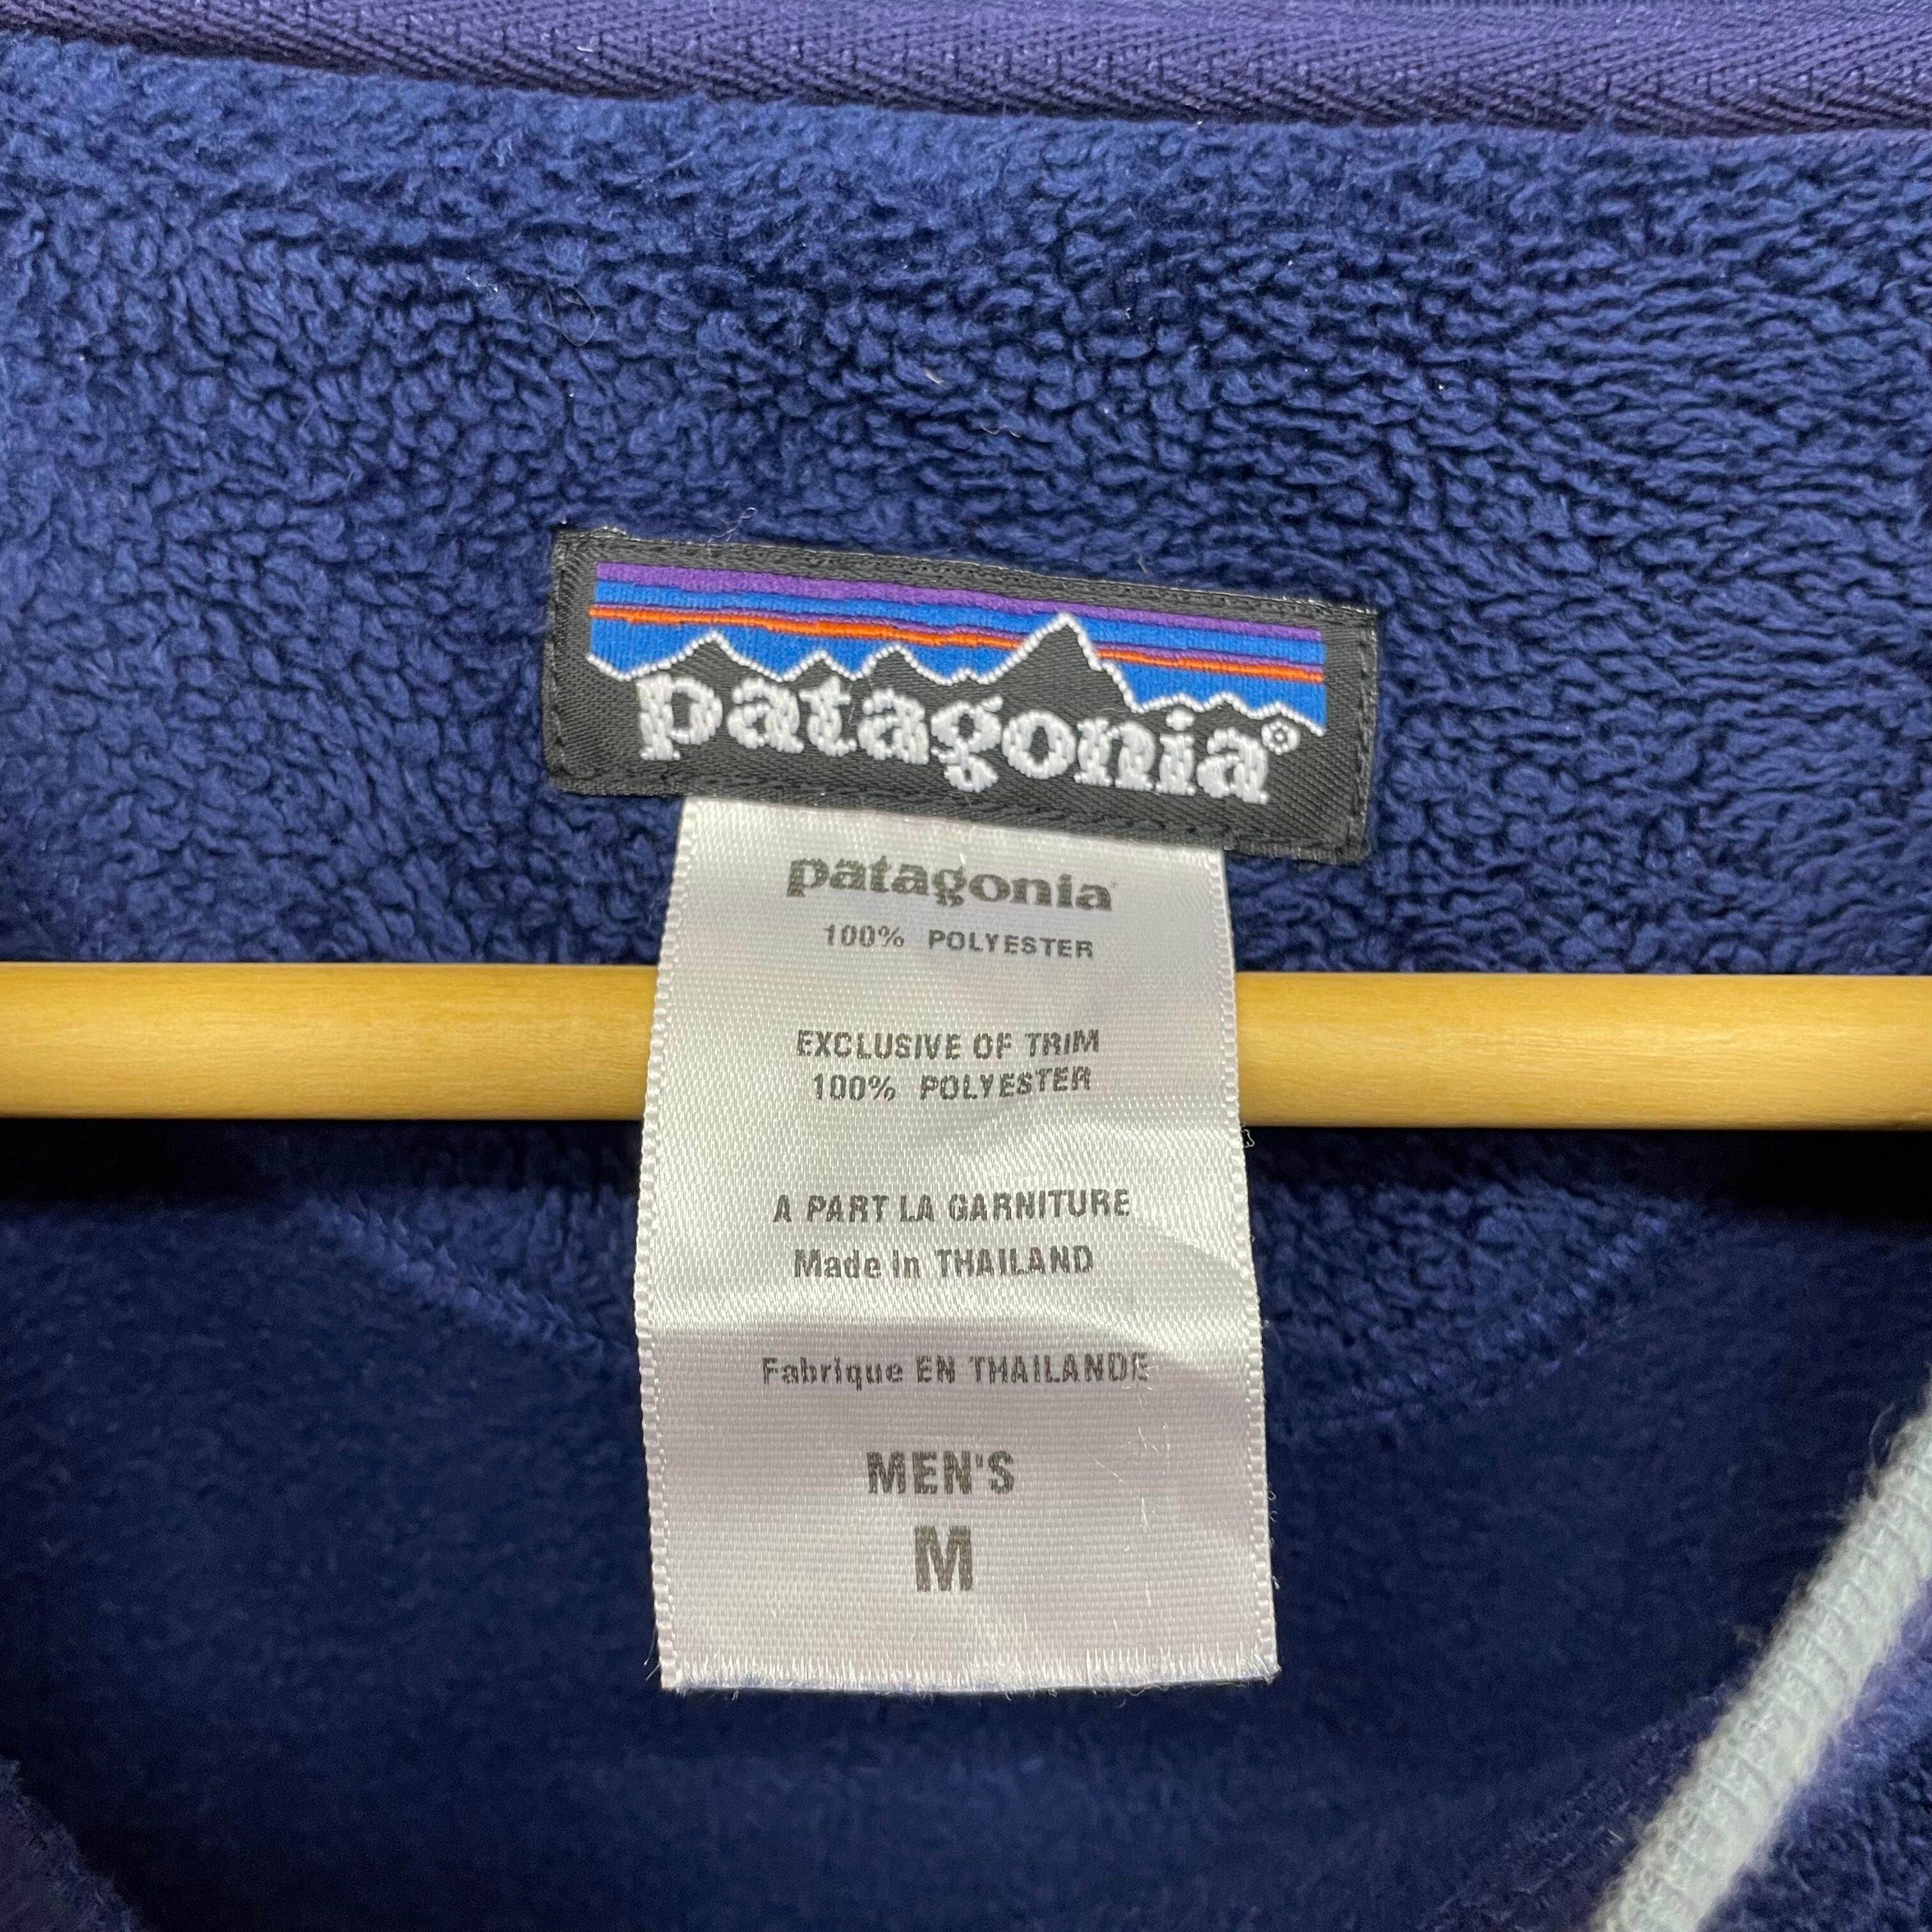 patagonia®
patagonia
100% POLYESTER
EXCLUSIVE OF TRIM
100% POLYESTER
A PART LA GARNITURE
Made in THAILAND
Fabrique EN THAILANDE
MEN'S
M